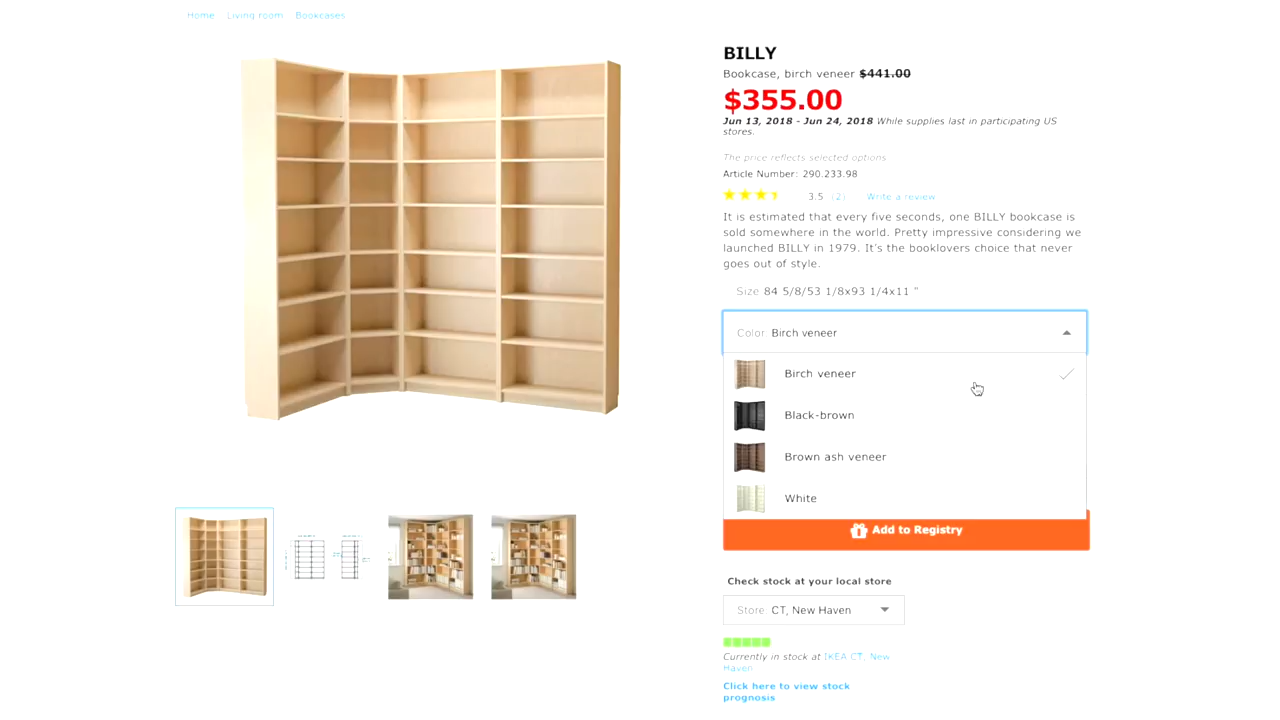 Home Living room Bookcases
BILLY
Bookcase, birch veneer $441.00
$355.00
Jun 13, 2018 - Jun 24, 2018 While supplies last in participating US
stores.
The price reflects selected options
Article Number: 290.233.98
3.5 (2) Write a review
It is estimated that every five seconds, one BILLY bookcase is
sold somewhere in the world. Pretty impressive considering we
launched BILLY in 1979. It's the booklovers choice that never
goes out of style.
Size 84 5/8/53 1/8x93 1/4x11 "
Color Birch veneer
Birch veneer
Black-brown
Brown ash veneer
White
Add to Registry
Check stock at your local store
Store: CT, New Haven
Currently in stock at IKEA CT, New
Haven
Click here to view stock
prognosis